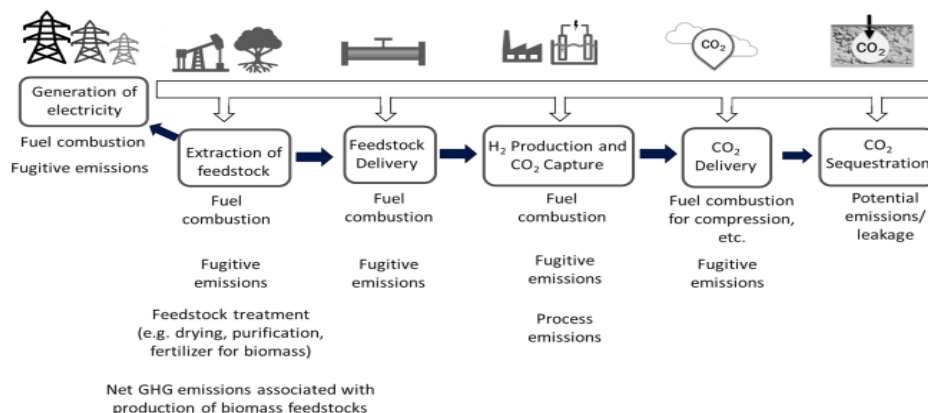 CO₂
CO₂
Generation of
electricity
Fuel combustion
Fugitive emissions
Extraction of
feedstock
Fuel
combustion
Fugitive
emissions
Feedstock treatment
(e.g. drying, purification,
fertilizer for biomass)
Net GHG emissions associated with
production of biomass feedstocks
Feedstock
Delivery
Fuel
combustion
Fugitive
emissions
H₂ Production and
CO₂ Capture
Fuel
combustion
Fugitive
emissions
Process
emissions
CO₂
Delivery
Fuel combustion
for compression,
etc.
Fugitive
emissions
CO₂
Sequestration
Potential
emissions/
leakage